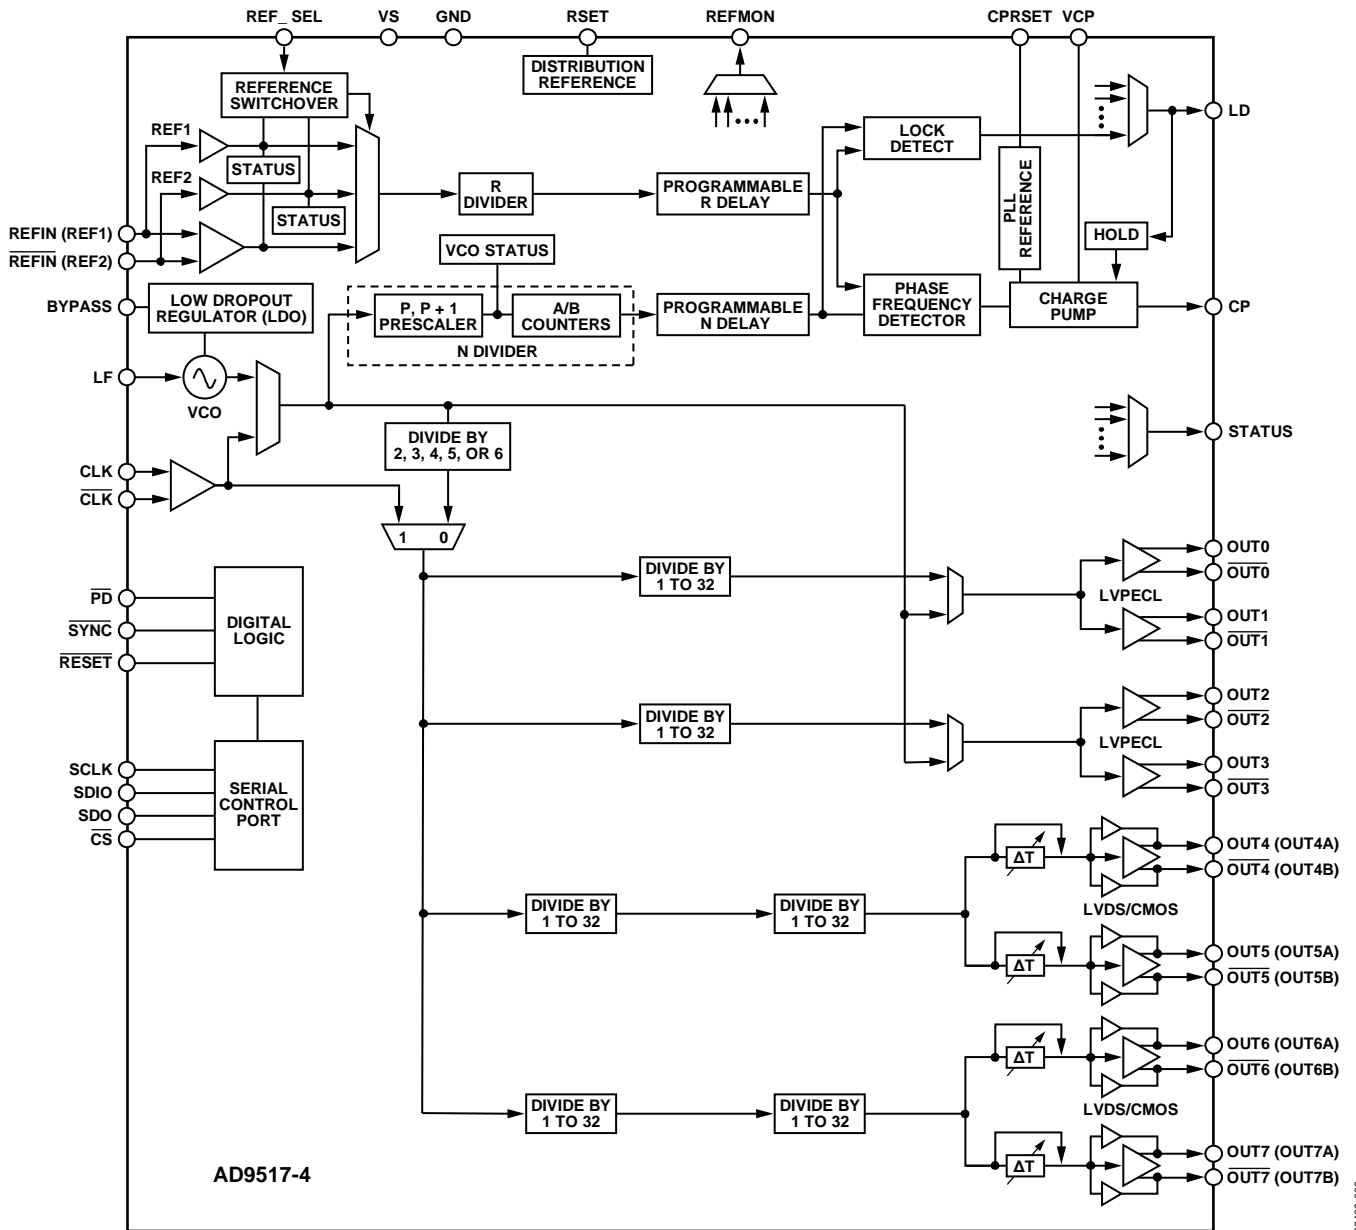 REF_ SEL VS GND RSET REFMON CPRSET VCP
DISTRIBUTION
REFERENCE
REFERENCE
SWITCHOVER
REF1
STATUS
REF2
STATUS
REFIN (REF1)
REFIN (REF2)
R
DIVIDER
PROGRAMMABLE
R DELAY
LOCK
DETECT
LD
PLL
REFERENCE
HOLD
VCO STATUS
BYPASS
LOW DROPOUT
REGULATOR (LDO)
P, P + 1
PRESCALER
A/B
COUNTERS
N DIVIDER
PROGRAMMABLE
N DELAY
PHASE
FREQUENCY
DETECTOR
CHARGE
PUMP
CP
LF
VCO
STATUS
DIVIDE BY
2, 3, 4, 5, OR 6
CLK
CLK
1 0
DIVIDE BY
1 TO 32
OUT0
OUT0
LVPECL
OUT1
OUT1
PD
SYNC
RESET
DIGITAL
LOGIC
DIVIDE BY
1 TO 32
OUT2
OUT2
LVPECL
OUT3
OUT3
SCLK
SDIO
SDO
CS
SERIAL
CONTROL
PORT
DIVIDE BY
1 TO 32
DIVIDE BY
1 TO 32
ΔT
OUT4 (OUT4A)
OUT4 (OUT4B)
LVDS/CMOS
ΔT
OUT5 (OUT5A)
OUT5 (OUT5B)
DIVIDE BY
1 TO 32
DIVIDE BY
1 TO 32
ΔT
OUT6 (OUT6A)
OUT6 (OUT6B)
LVDS/CMOS
ΔT
OUT7 (OUT7A)
OUT7 (OUT7B)
AD9517-4